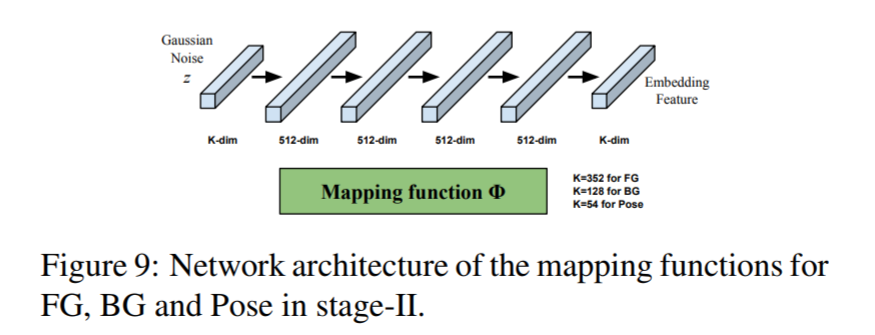 Gaussian
Noise
z
Embedding
Feature
K-dim
512-dim
512-dim
512-dim
512-dim
K-dim
Mapping function Φ
K=352 for FG
K=128 for BG
K=54 for Pose
Figure 9: Network architecture of the mapping functions for
FG, BG and Pose in stage-II.